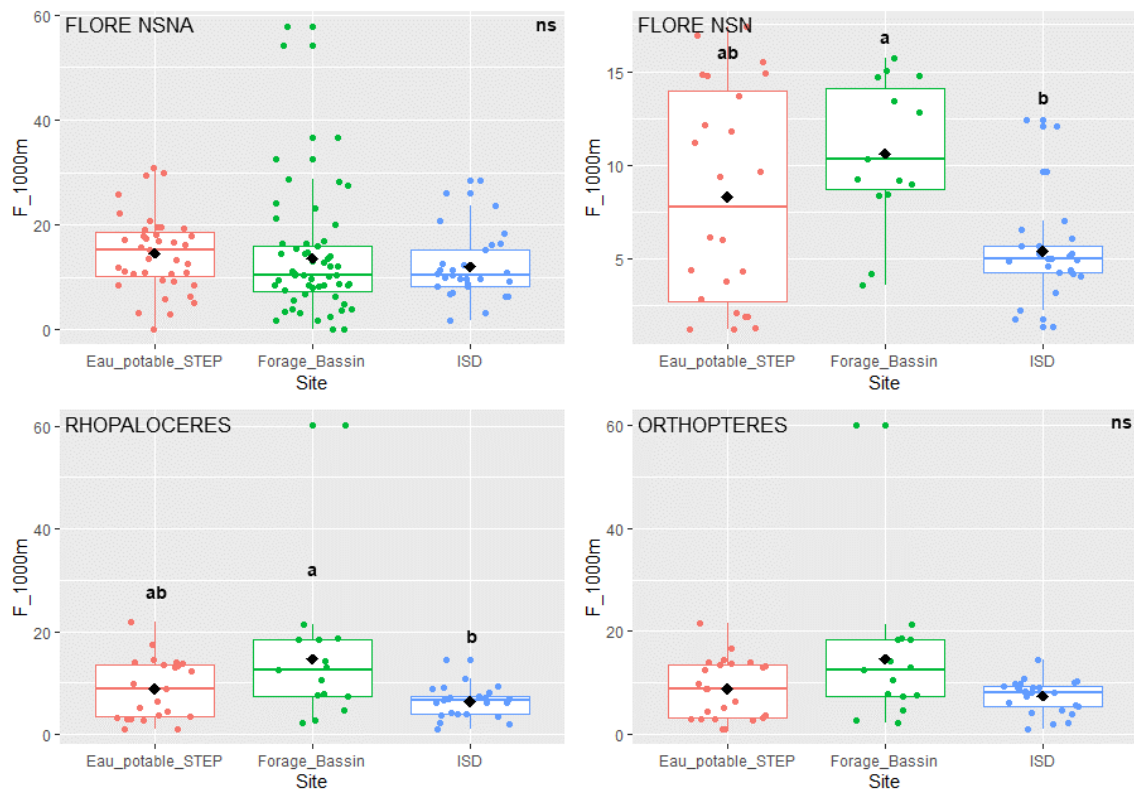 FLORE NSNA
ns
60
40
20
0
F_1000m
Eau_potable_STEP
Forage_Bassin
ISD
Site
FLORE NSN
ab
a
b
15
10
5
F_1000m
Eau_potable_STEP
Forage_Bassin
ISD
Site
RHOPALOCERES
60
40
20
0
ab
a
b
F_1000m
Eau_potable_STEP
Forage_Bassin
ISD
Site
ORTHOPTERES
ns
60
40
20
0
F_1000m
Eau_potable_STEP
Forage_Bassin
ISD
Site